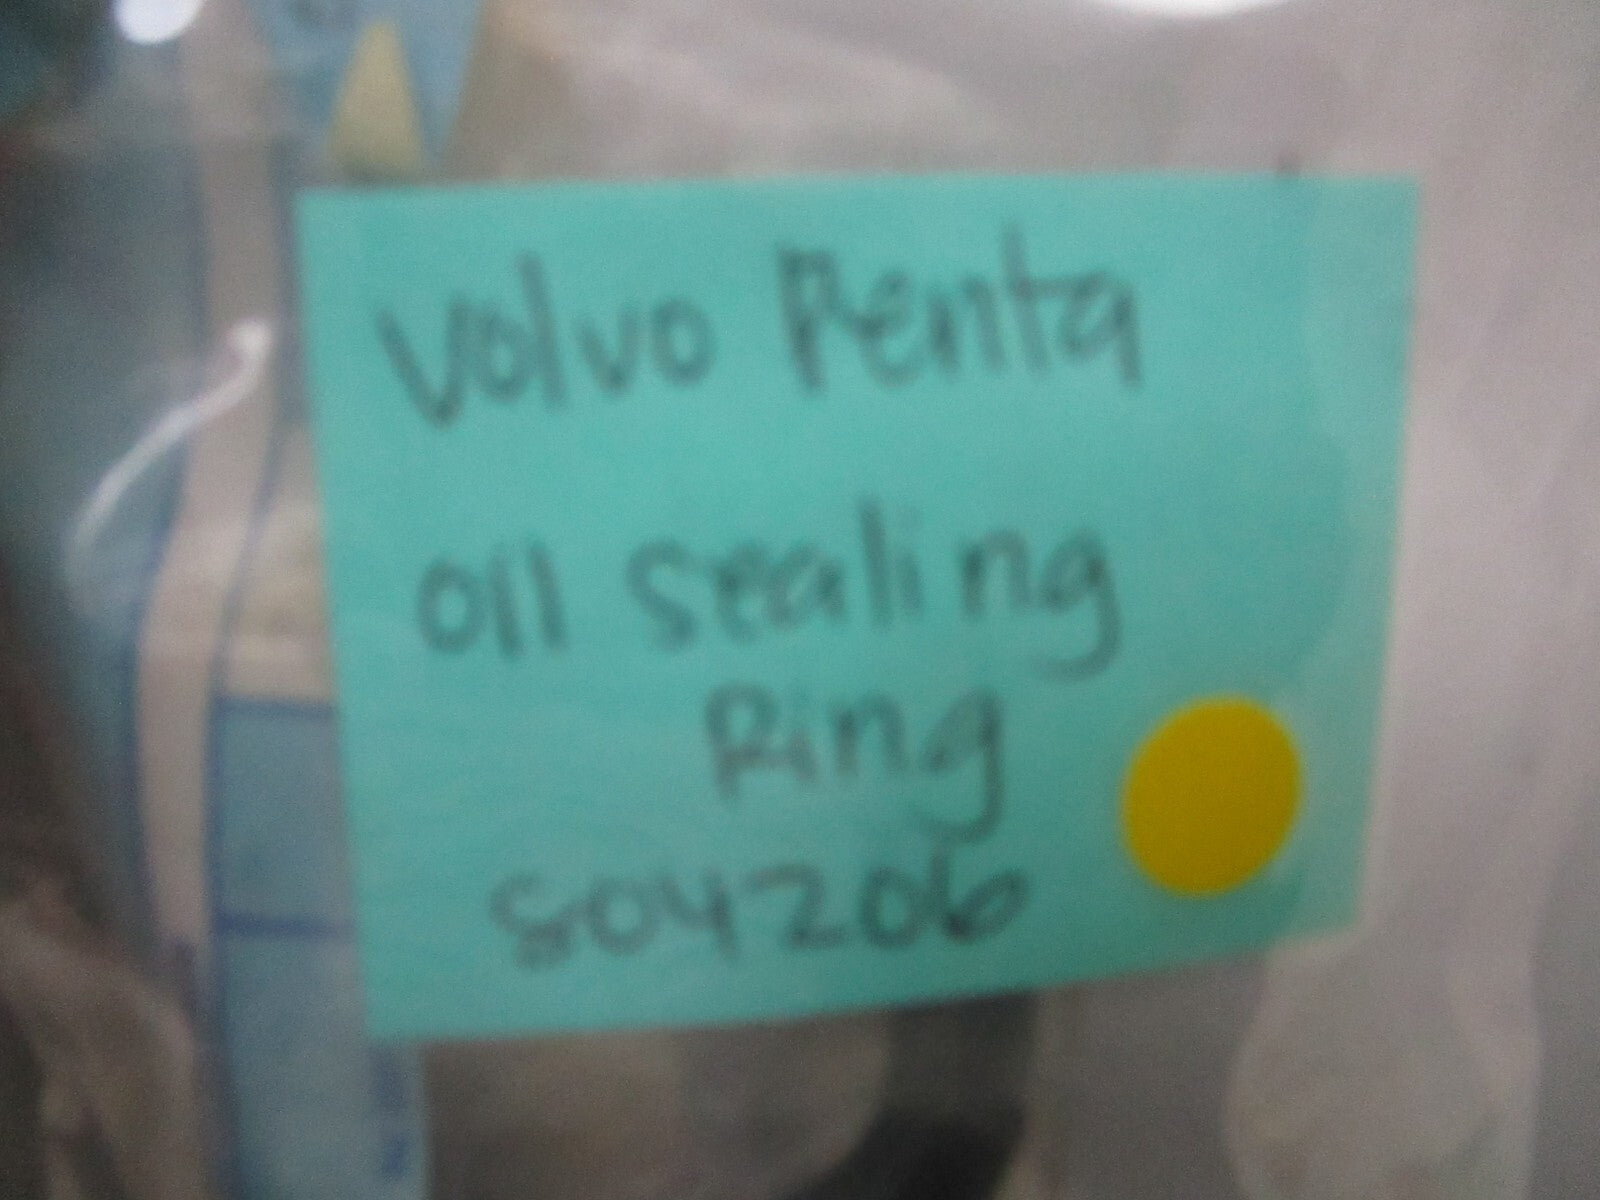 Volvo Penta
oil sealing
Ring
804206